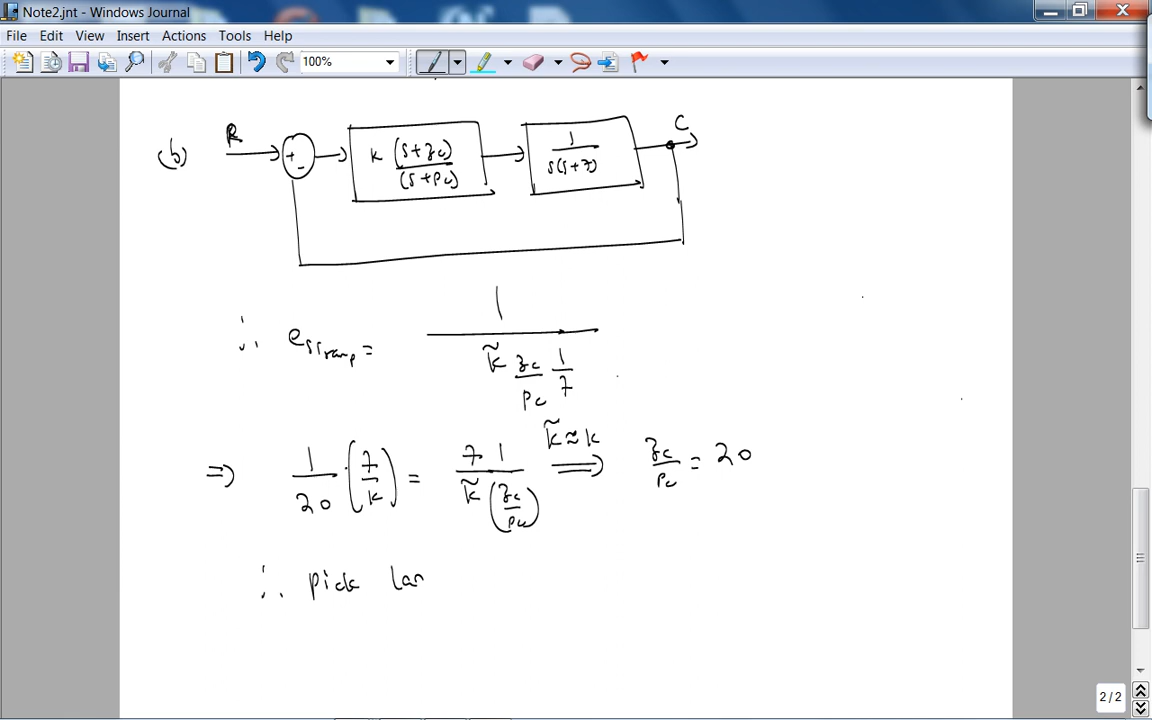 Note2.jnt - Windows Journal
File Edit View Insert Actions Tools Help
100%
(b) R + - K (s+zc)/(s+pc) 1/s(s+7) C
∴ essramp = 1/(K̃ zc/pc 1/7)
⇒ 1/20 · (7/K) = 7 1/(K̃ (zc/pc)) K̃≈K ⟹ zc/pc = 20
∴ pick lar
2 / 2